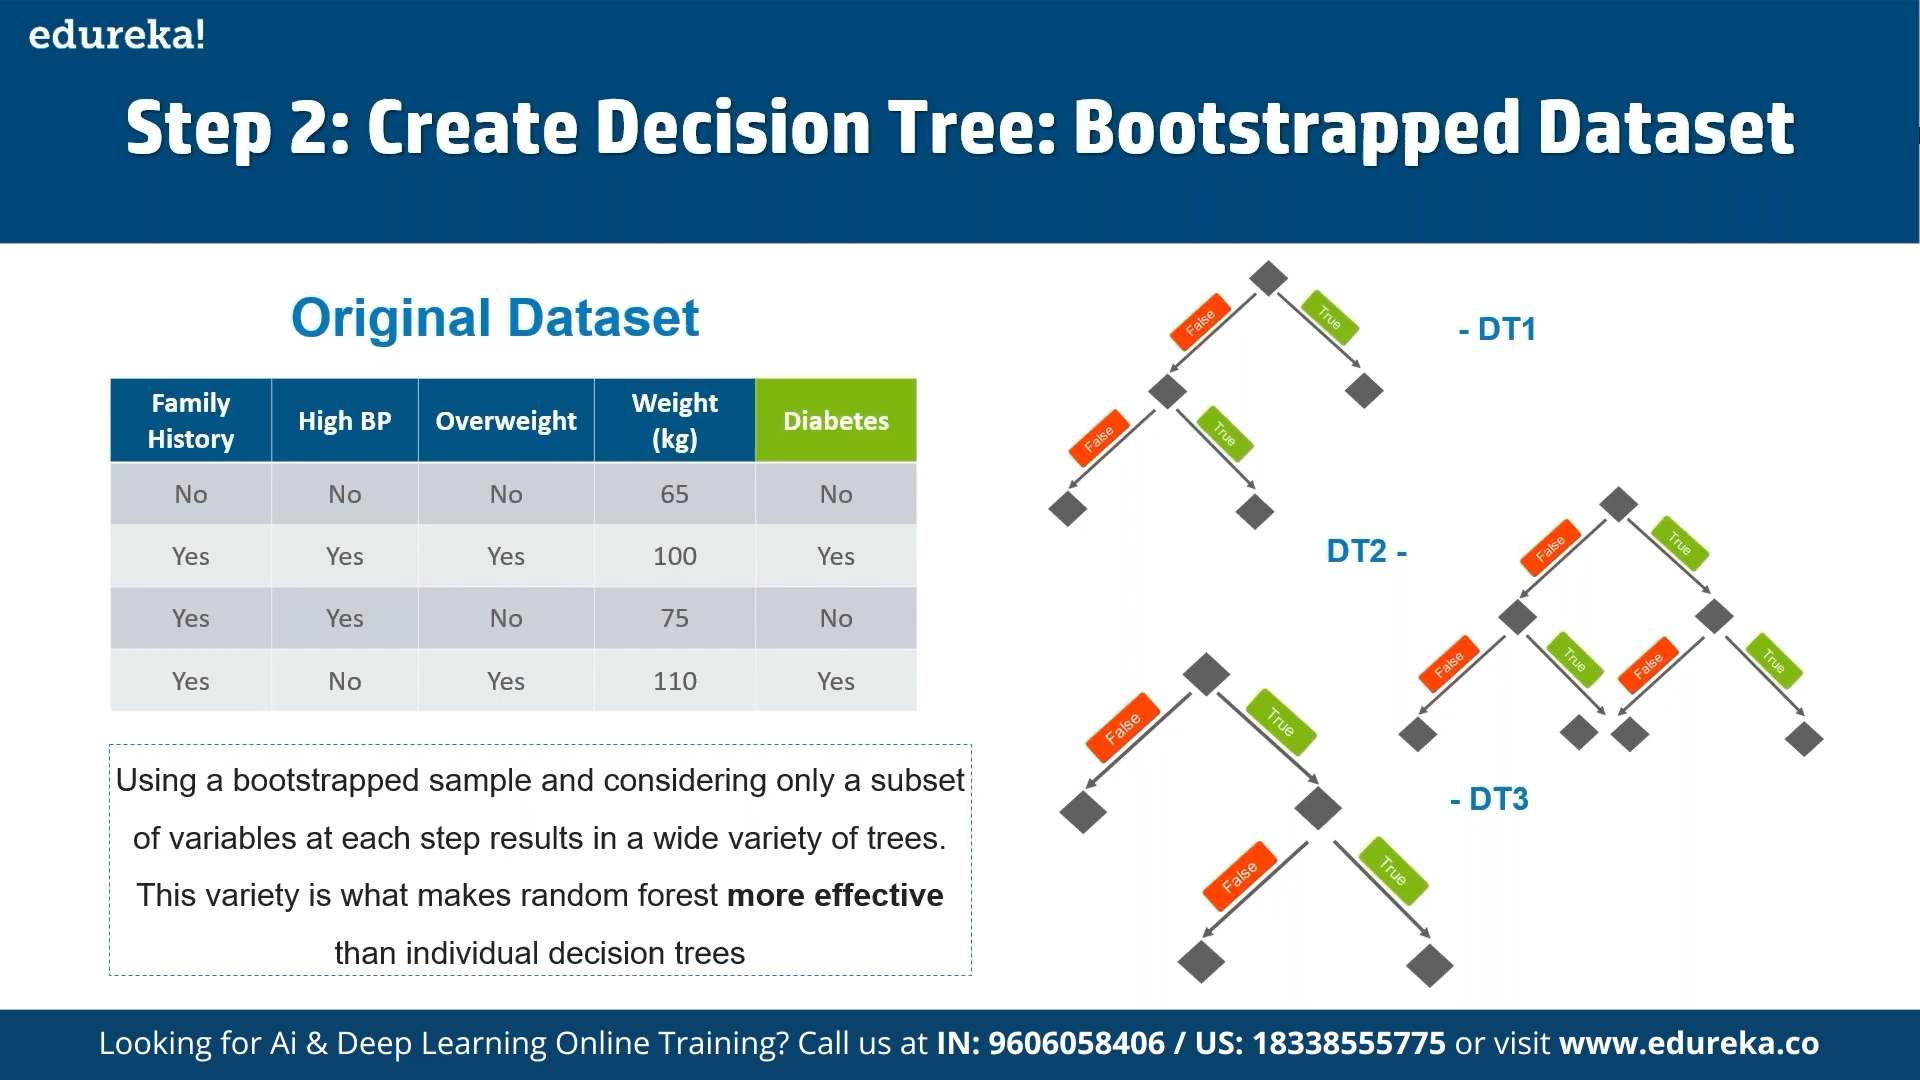 edureka!
Step 2: Create Decision Tree: Bootstrapped Dataset
Original Dataset
Family History High BP Overweight Weight (kg) Diabetes
No No No 65 No
Yes Yes Yes 100 Yes
Yes Yes No 75 No
Yes No Yes 110 Yes
Using a bootstrapped sample and considering only a subset
of variables at each step results in a wide variety of trees.
This variety is what makes random forest more effective
than individual decision trees
False True
- DT1
False True
DT2 -
False True
False True False True
False True
- DT3
False True
Looking for Ai & Deep Learning Online Training? Call us at IN: 9606058406 / US: 18338555775 or visit www.edureka.co